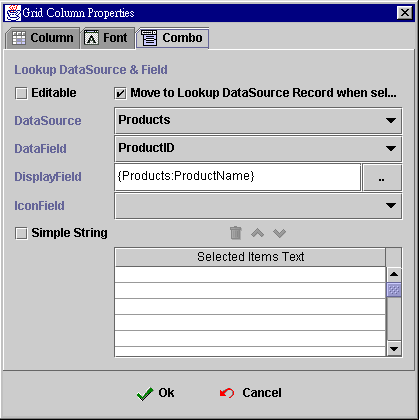 Grid Column Properties
Column Font Combo
Lookup DataSource & Field
Editable Move to Lookup DataSource Record when sel...
DataSource Products
DataField ProductID
DisplayField {Products:ProductName} ..
IconField
Simple String
Selected Items Text
Ok Cancel